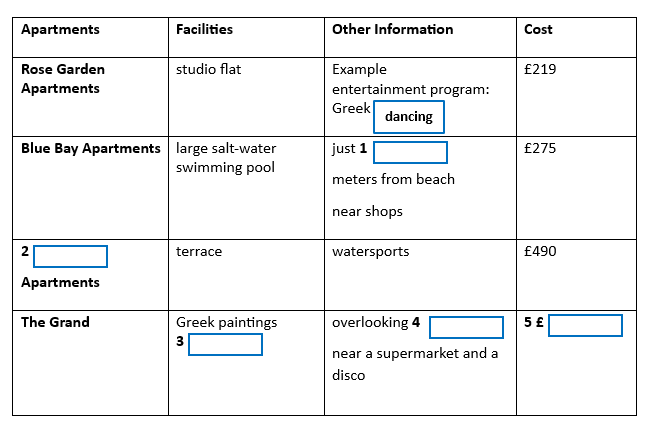 Apartments Facilities Other Information Cost
Rose Garden
Apartments
studio flat
Example
entertainment program:
Greek dancing
£219
Blue Bay Apartments
large salt-water
swimming pool
just 1
meters from beach
near shops
£275
2
Apartments
terrace
watersports
£490
The Grand
Greek paintings
3
overlooking 4
near a supermarket and a
disco
5 £